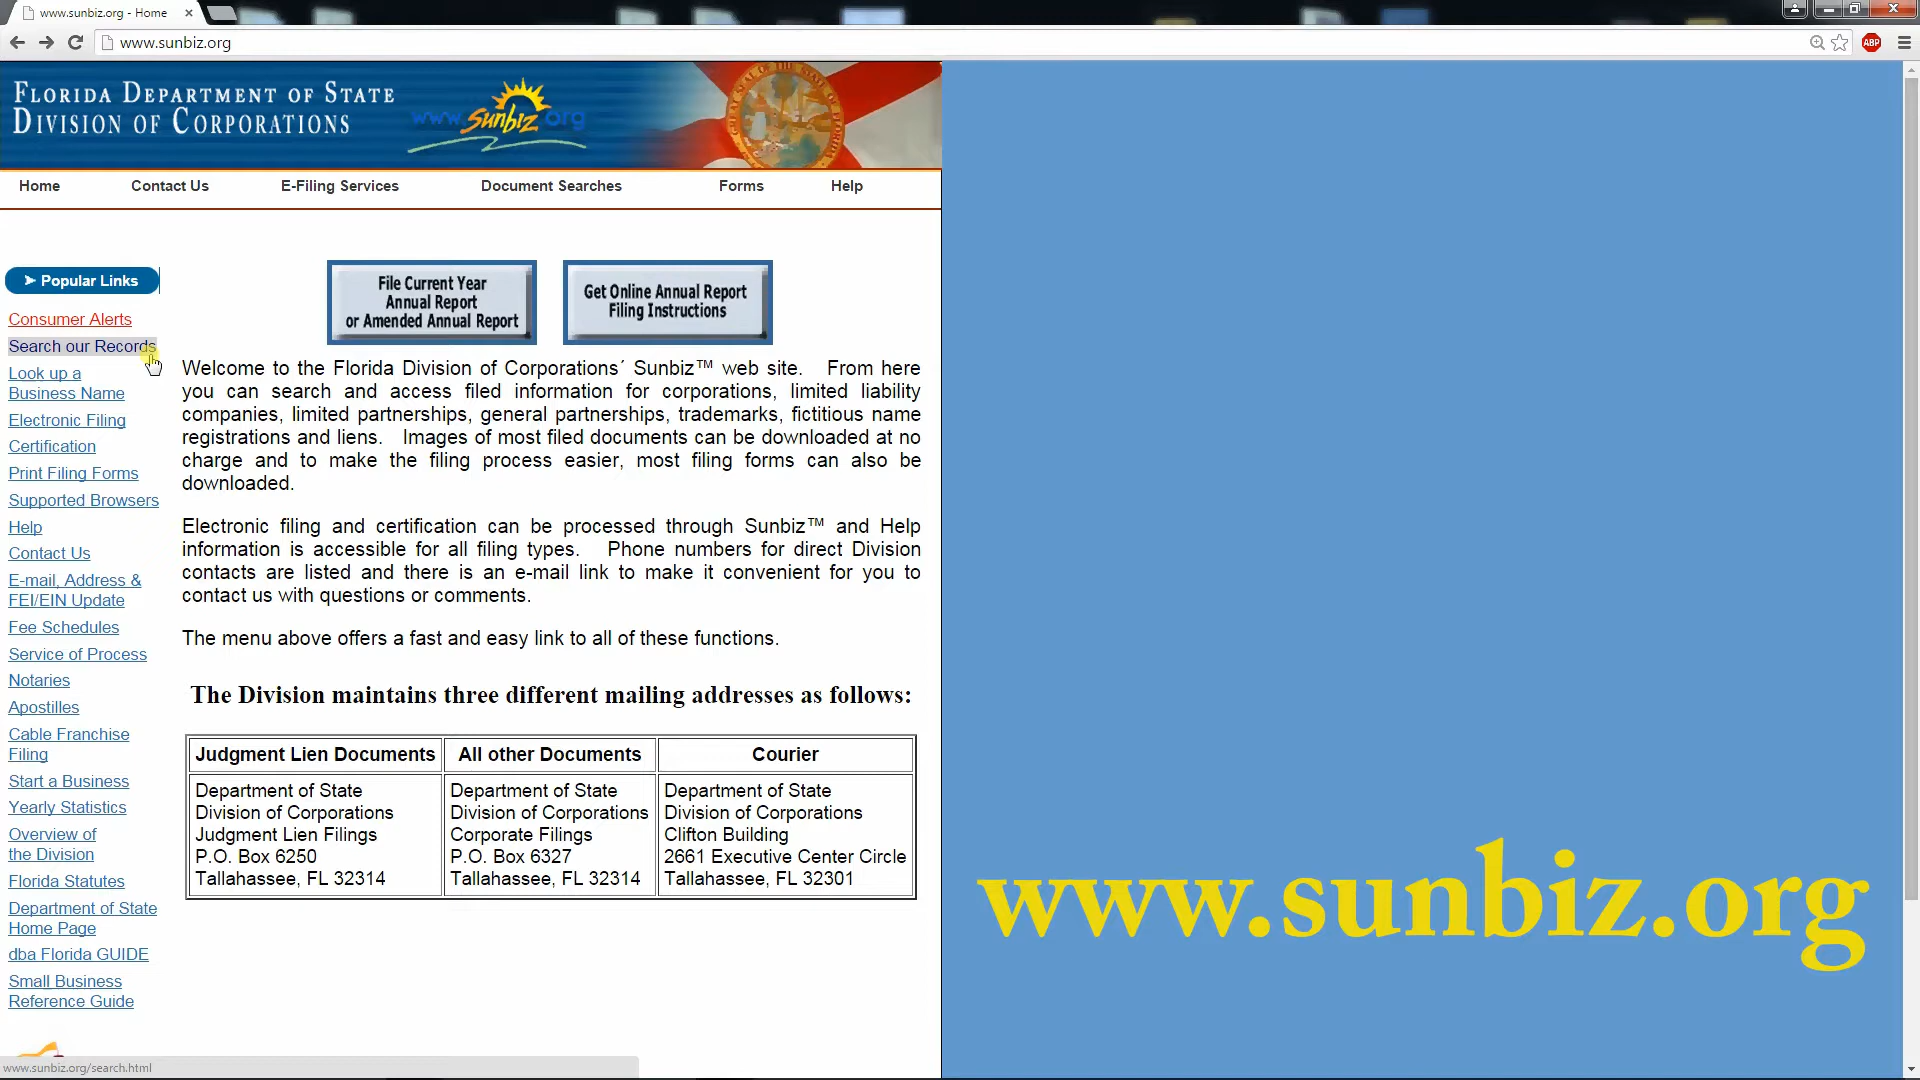 www.sunbiz.org - Home
www.sunbiz.org
ABP
FLORIDA DEPARTMENT OF STATE
DIVISION OF CORPORATIONS
www.Sunbiz.org
Home
Contact Us
E-Filing Services
Document Searches
Forms
Help
Popular Links
Consumer Alerts
Search our Records
Look up a
Business Name
Electronic Filing
Certification
Print Filing Forms
Supported Browsers
Help
Contact Us
E-mail, Address &
FEI/EIN Update
Fee Schedules
Service of Process
Notaries
Apostilles
Cable Franchise
Filing
Start a Business
Yearly Statistics
Overview of
the Division
Florida Statutes
Department of State
Home Page
dba Florida GUIDE
Small Business
Reference Guide
File Current Year
Annual Report
or Amended Annual Report
Get Online Annual Report
Filing Instructions
Welcome to the Florida Division of Corporations´ Sunbiz™ web site. From here
you can search and access filed information for corporations, limited liability
companies, limited partnerships, general partnerships, trademarks, fictitious name
registrations and liens. Images of most filed documents can be downloaded at no
charge and to make the filing process easier, most filing forms can also be
downloaded.
Electronic filing and certification can be processed through Sunbiz™ and Help
information is accessible for all filing types. Phone numbers for direct Division
contacts are listed and there is an e-mail link to make it convenient for you to
contact us with questions or comments.
The menu above offers a fast and easy link to all of these functions.
The Division maintains three different mailing addresses as follows:
Judgment Lien Documents
Department of State
Division of Corporations
Judgment Lien Filings
P.O. Box 6250
Tallahassee, FL 32314
All other Documents
Department of State
Division of Corporations
Corporate Filings
P.O. Box 6327
Tallahassee, FL 32314
Courier
Department of State
Division of Corporations
Clifton Building
2661 Executive Center Circle
Tallahassee, FL 32301
www.sunbiz.org
www.sunbiz.org/search.html